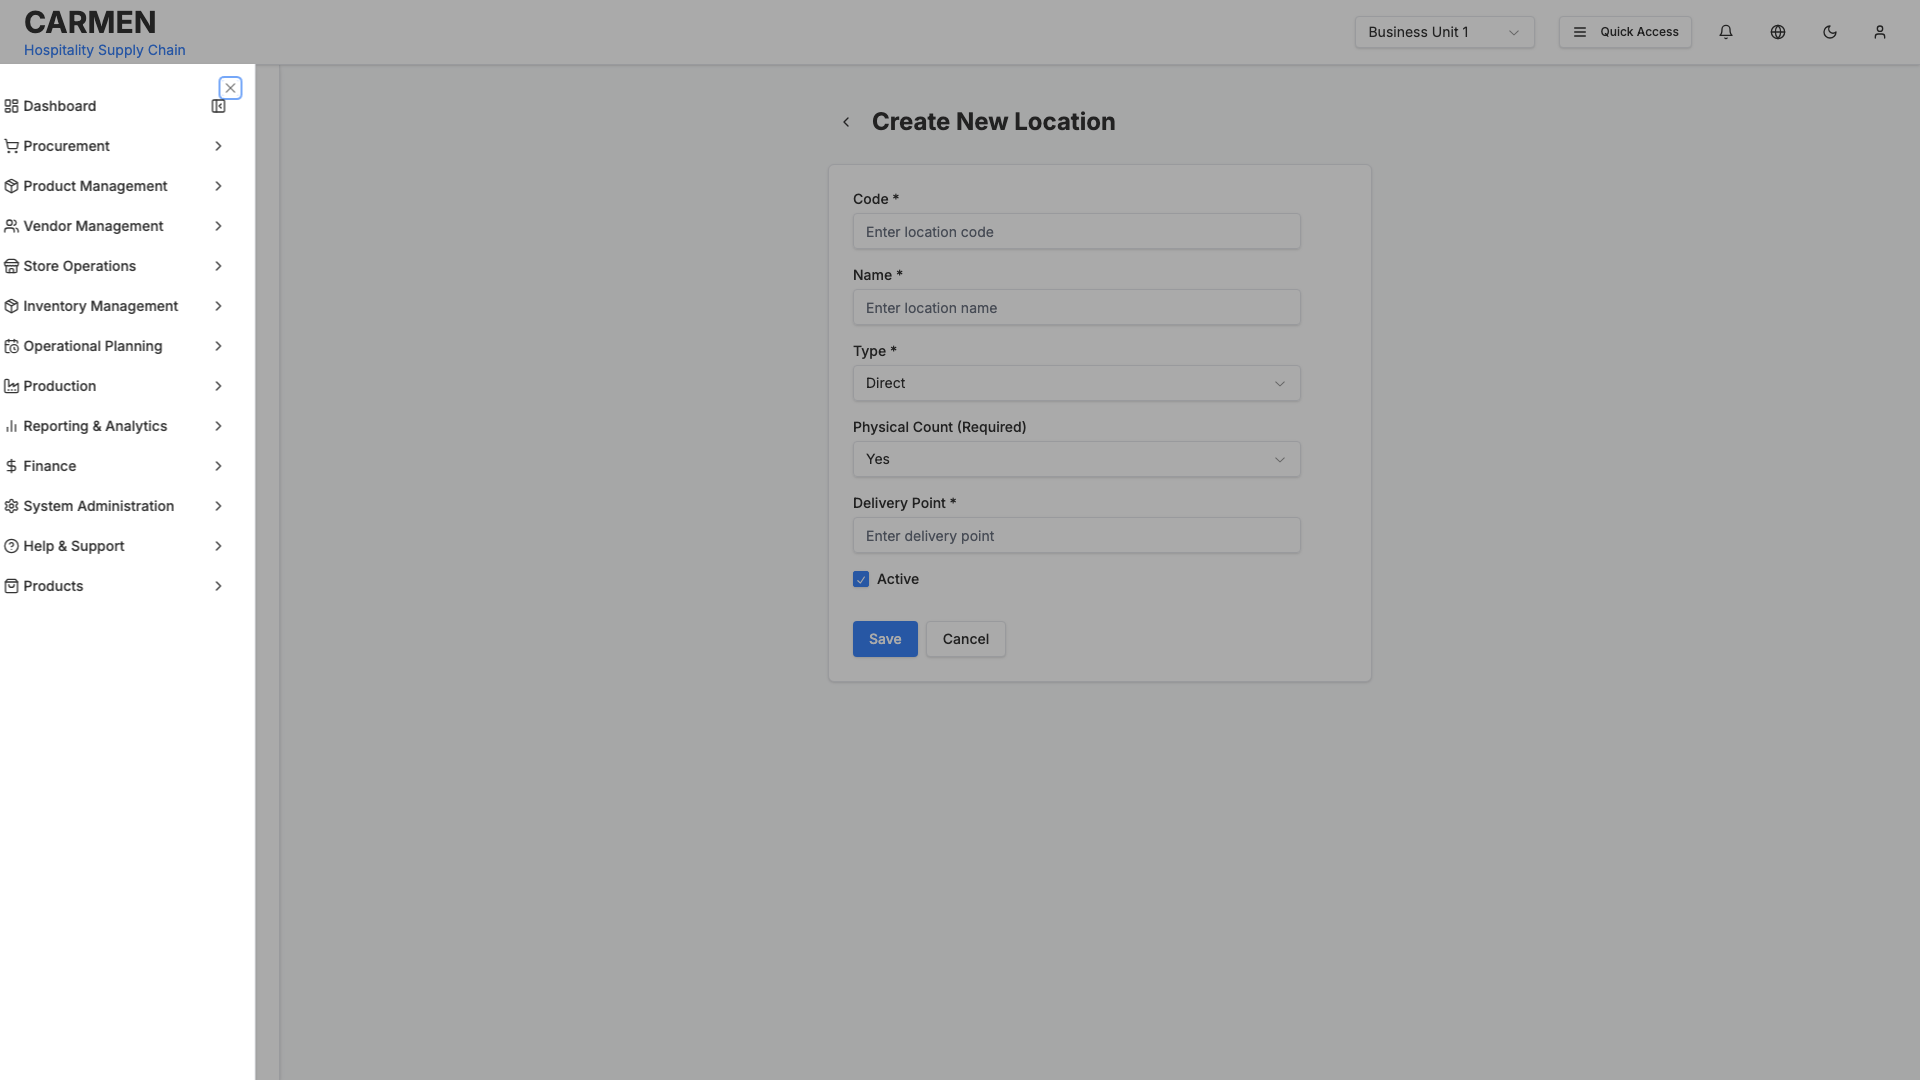 CARMEN
Hospitality Supply Chain
Business Unit 1
Quick Access
Dashboard
Procurement
Product Management
Vendor Management
Store Operations
Inventory Management
Operational Planning
Production
Reporting & Analytics
Finance
System Administration
Help & Support
Products
Create New Location
Code *
Enter location code
Name *
Enter location name
Type *
Direct
Physical Count (Required)
Yes
Delivery Point *
Enter delivery point
Active
Save Cancel